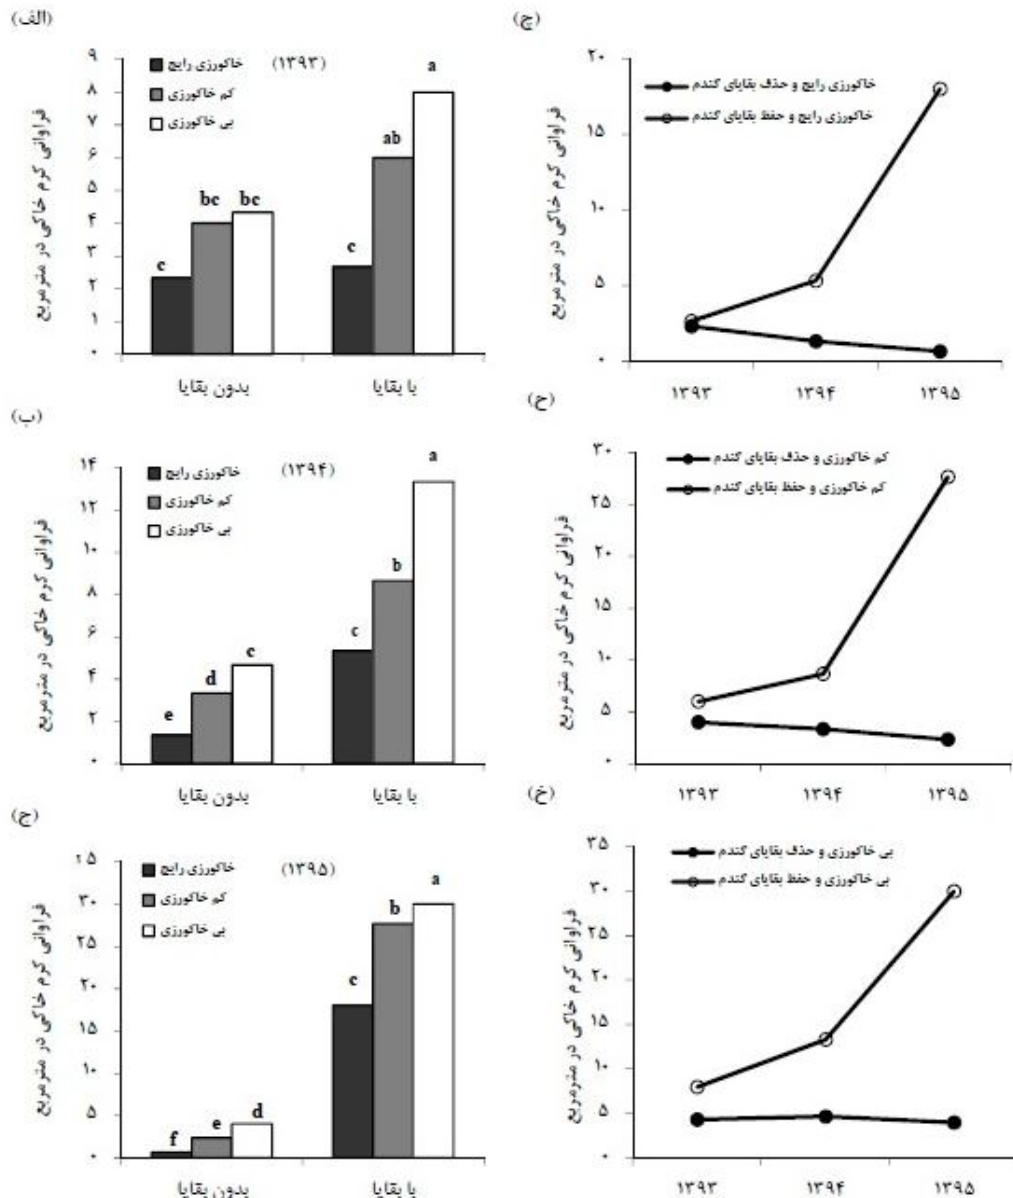 (الف)
(۱۳۹۳)
خاکورزی رایج
کم خاکورزی
بی خاکورزی
فراوانی کرم خاکی در مترمربع
۹
۸
۷
۶
۵
۴
۳
۲
۱
۰
c
bc
bc
c
ab
a
بدون بقایا
با بقایا
(چ)
خاکورزی رایج و حذف بقایای گندم
خاکورزی رایج و حفظ بقایای گندم
فراوانی کرم خاکی در مترمربع
۲۰
۱۵
۱۰
۵
۰
۱۳۹۳
۱۳۹۴
۱۳۹۵
(ب)
(۱۳۹۴)
خاکورزی رایج
کم خاکورزی
بی خاکورزی
فراوانی کرم خاکی در مترمربع
۱۴
۱۲
۱۰
۸
۶
۴
۲
۰
e
d
c
c
b
a
بدون بقایا
با بقایا
(ح)
کم خاکورزی و حذف بقایای گندم
کم خاکورزی و حفظ بقایای گندم
فراوانی کرم خاکی در مترمربع
۳۰
۲۵
۲۰
۱۵
۱۰
۵
۰
۱۳۹۳
۱۳۹۴
۱۳۹۵
(ج)
(۱۳۹۵)
خاکورزی رایج
کم خاکورزی
بی خاکورزی
فراوانی کرم خاکی در مترمربع
۳۵
۳۰
۲۵
۲۰
۱۵
۱۰
۵
۰
f
e
d
c
b
a
بدون بقایا
با بقایا
(خ)
بی خاکورزی و حذف بقایای گندم
بی خاکورزی و حفظ بقایای گندم
فراوانی کرم خاکی در مترمربع
۳۵
۳۰
۲۵
۲۰
۱۵
۱۰
۵
۰
۱۳۹۳
۱۳۹۴
۱۳۹۵